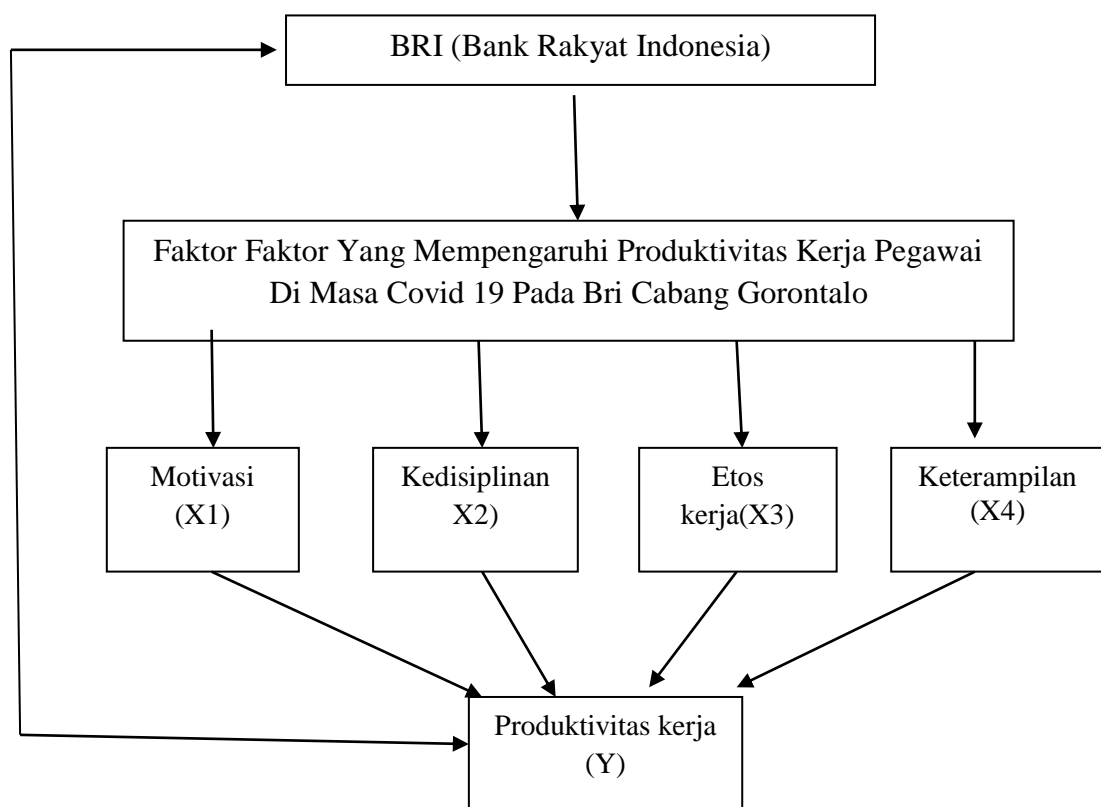 BRI (Bank Rakyat Indonesia)
Faktor Faktor Yang Mempengaruhi Produktivitas Kerja Pegawai
Di Masa Covid 19 Pada Bri Cabang Gorontalo
Motivasi
(X1)
Kedisiplinan
X2)
Etos
kerja(X3)
Keterampilan
(X4)
Produktivitas kerja
(Y)